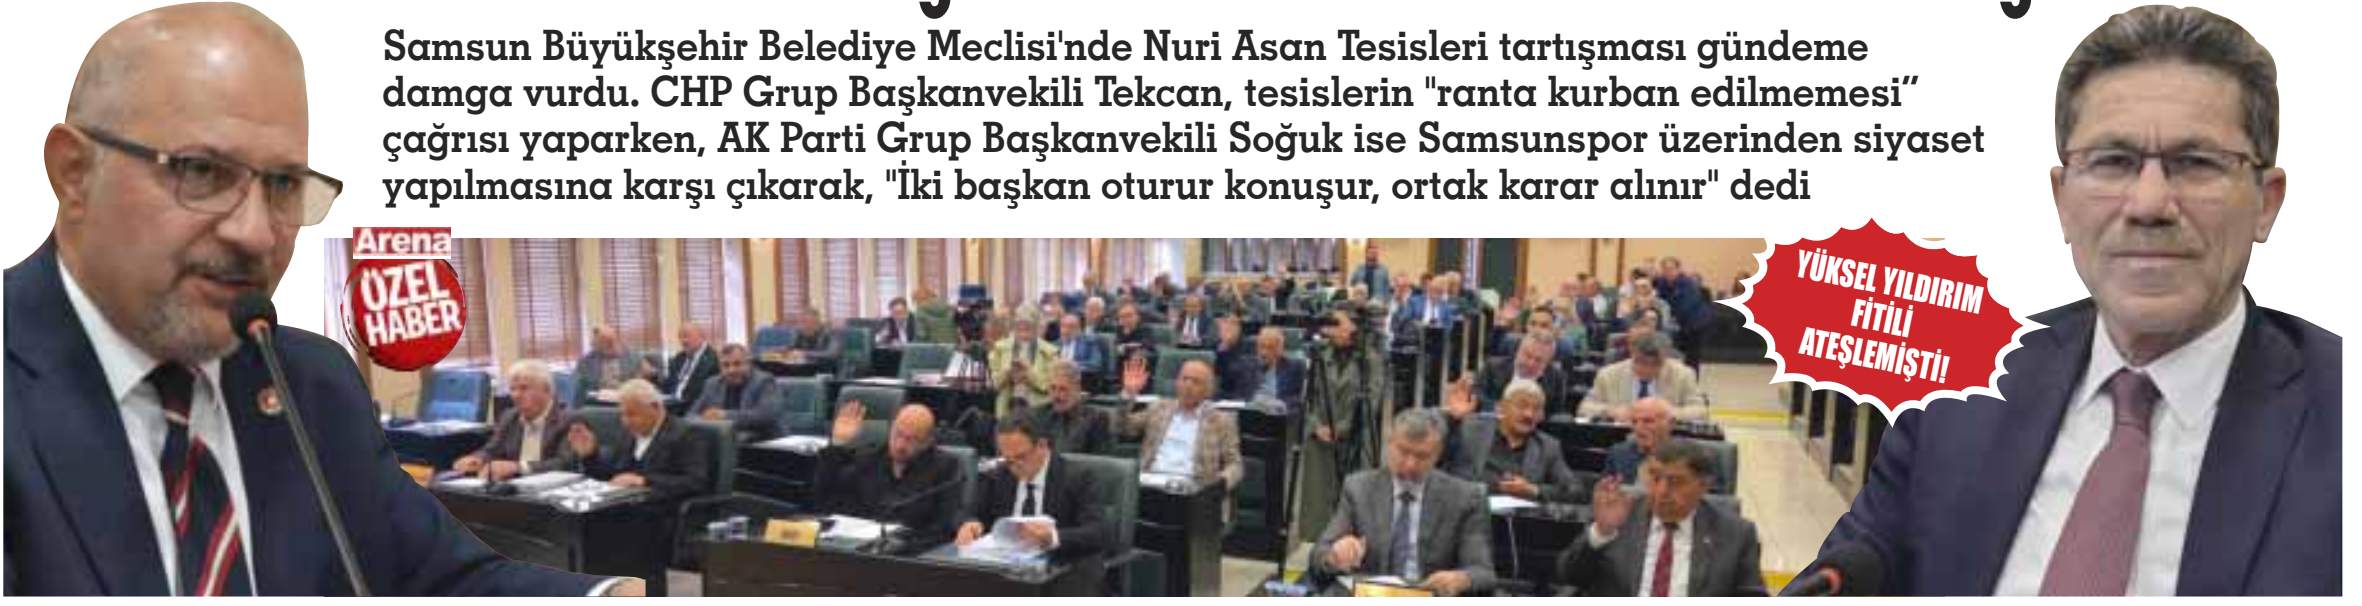 Samsun Büyükşehir Belediye Meclisi'nde Nuri Asan Tesisleri tartışması gündeme
damga vurdu. CHP Grup Başkanvekili Tekcan, tesislerin "ranta kurban edilmemesi”
çağrısı yaparken, AK Parti Grup Başkanvekili Soğuk ise Samsunspor üzerinden siyaset
yapılmasına karşı çıkarak, "İki başkan oturur konuşur, ortak karar alınır" dedi
Arena
ÖZEL
HABER
YÜKSEL YILDIRIM
FİTİLİ
ATEŞLEMİŞTİ!